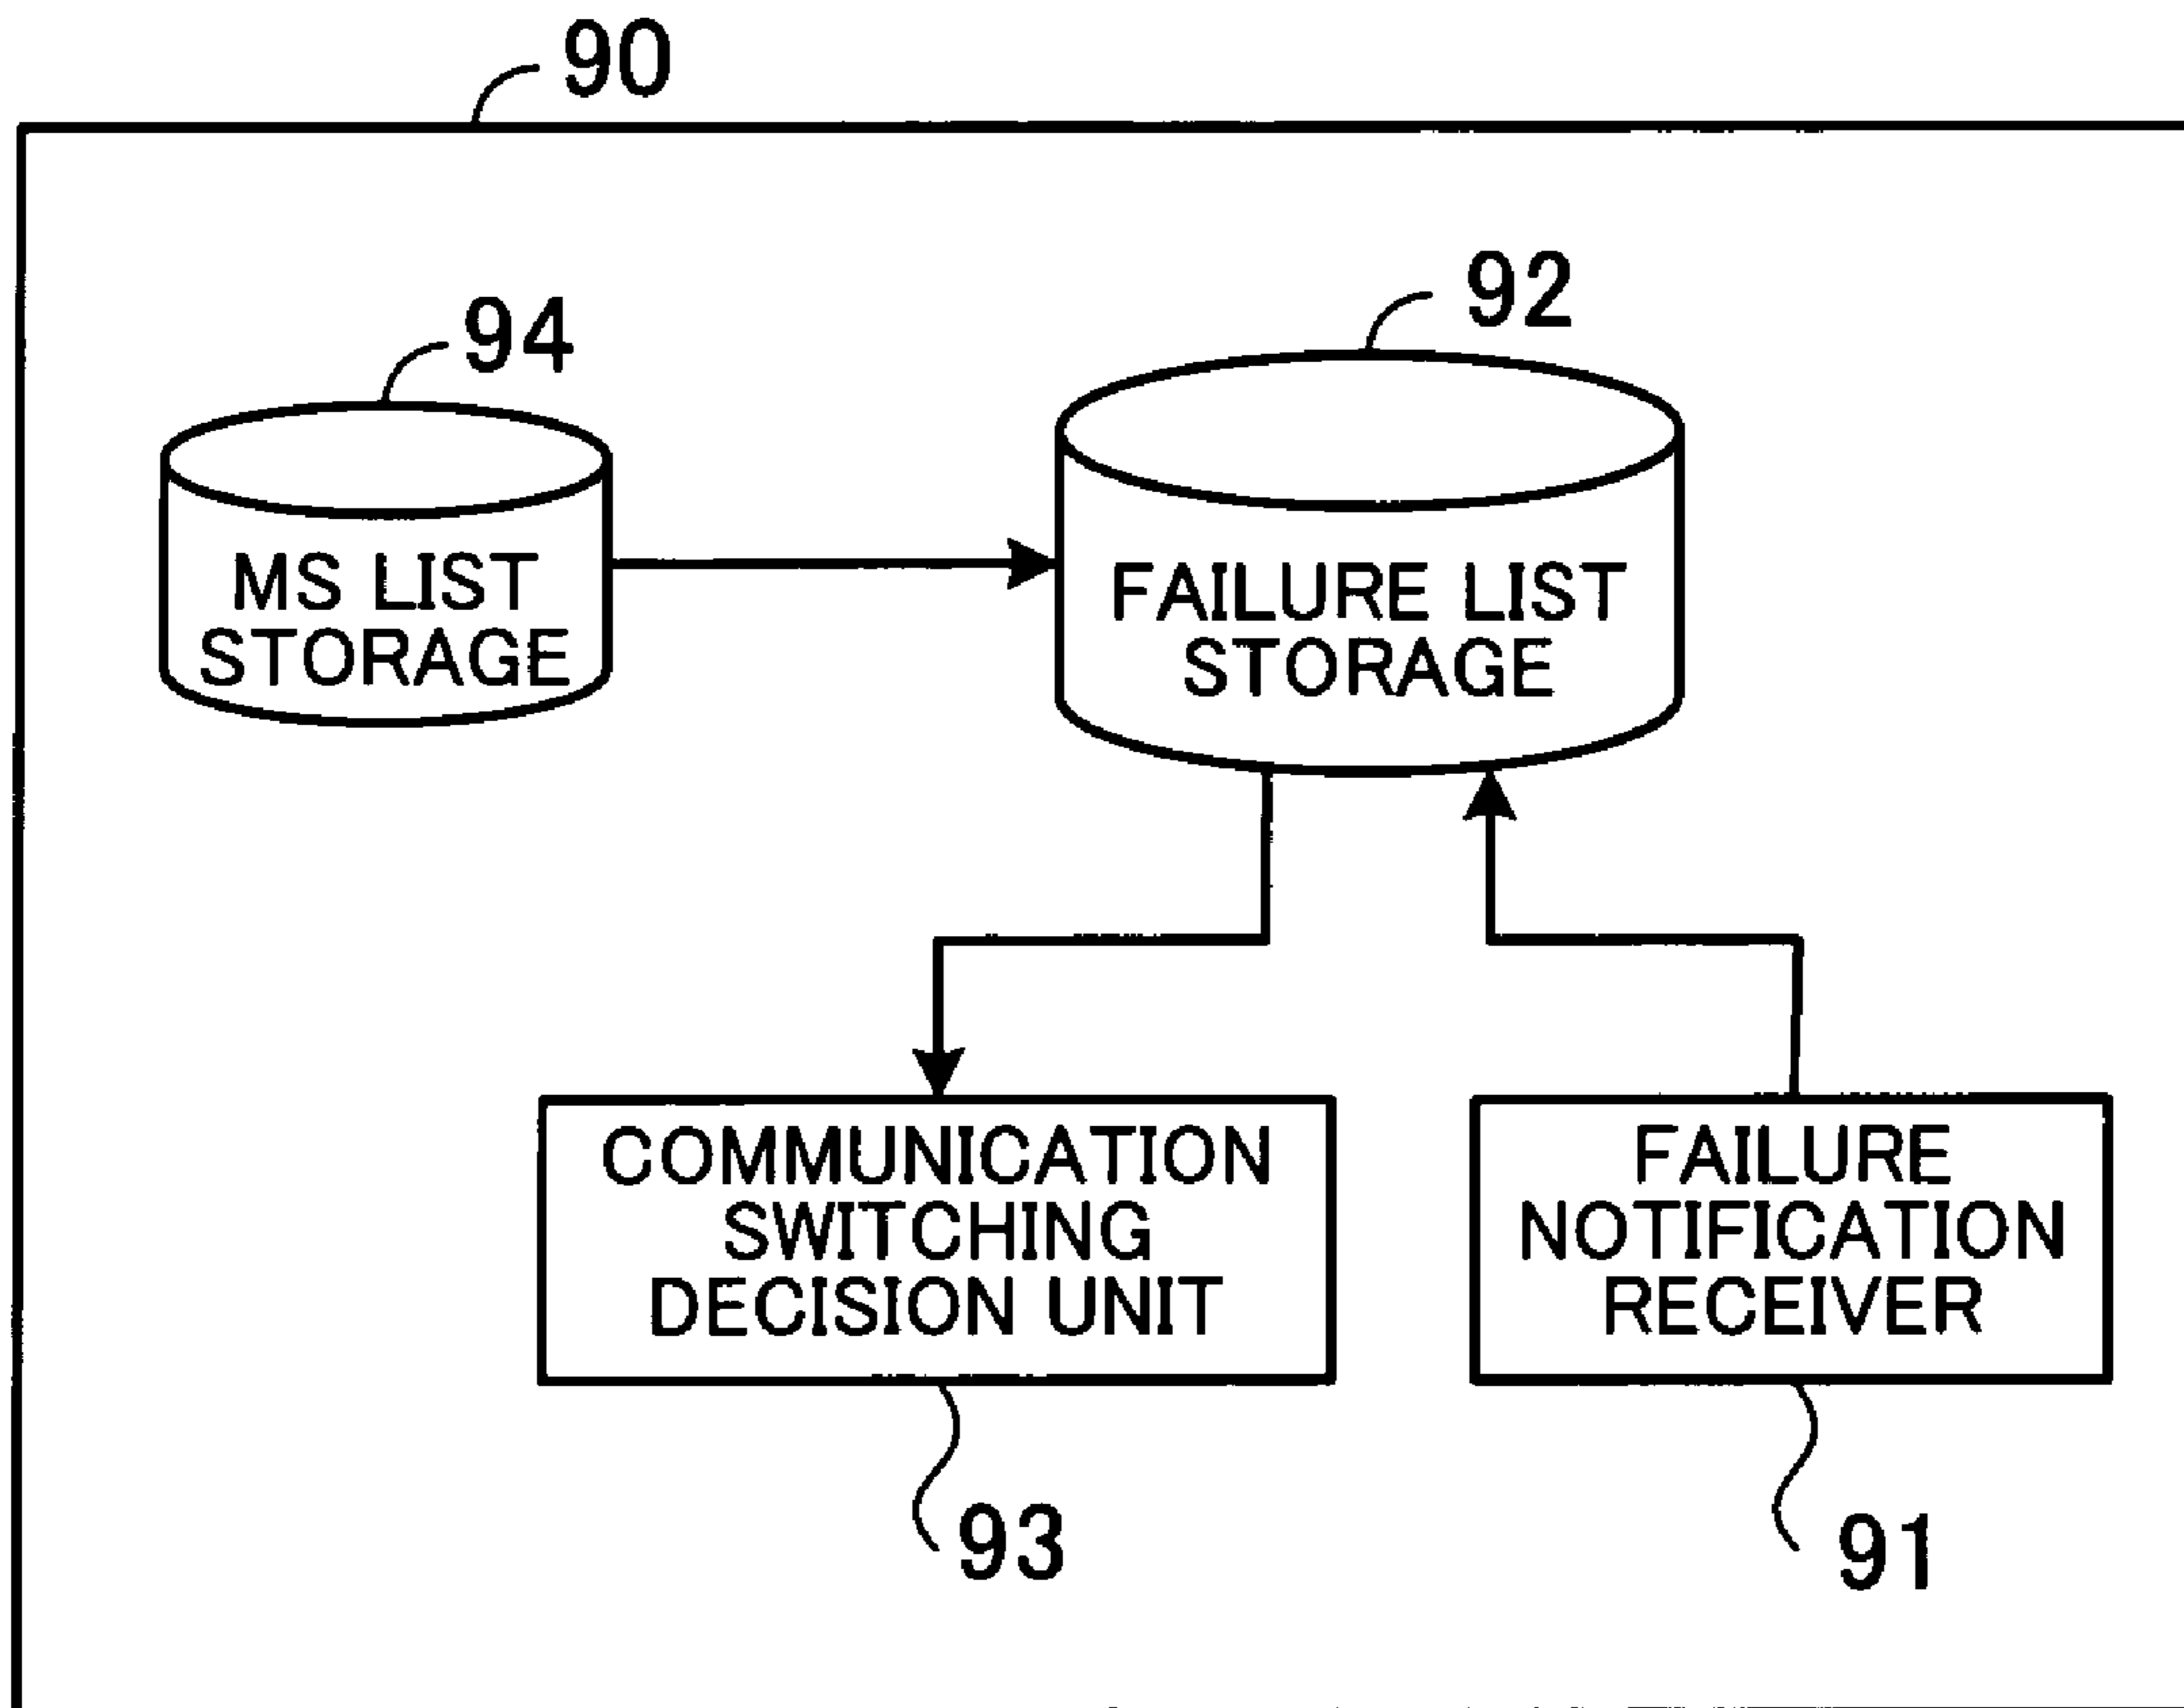 90
92
94
MS LIST
STORAGE
FAILURE LIST
STORAGE
COMMUNICATION
SWITCHING
DECISION UNIT
FAILURE
NOTIFICATION
RECEIVER
93
91